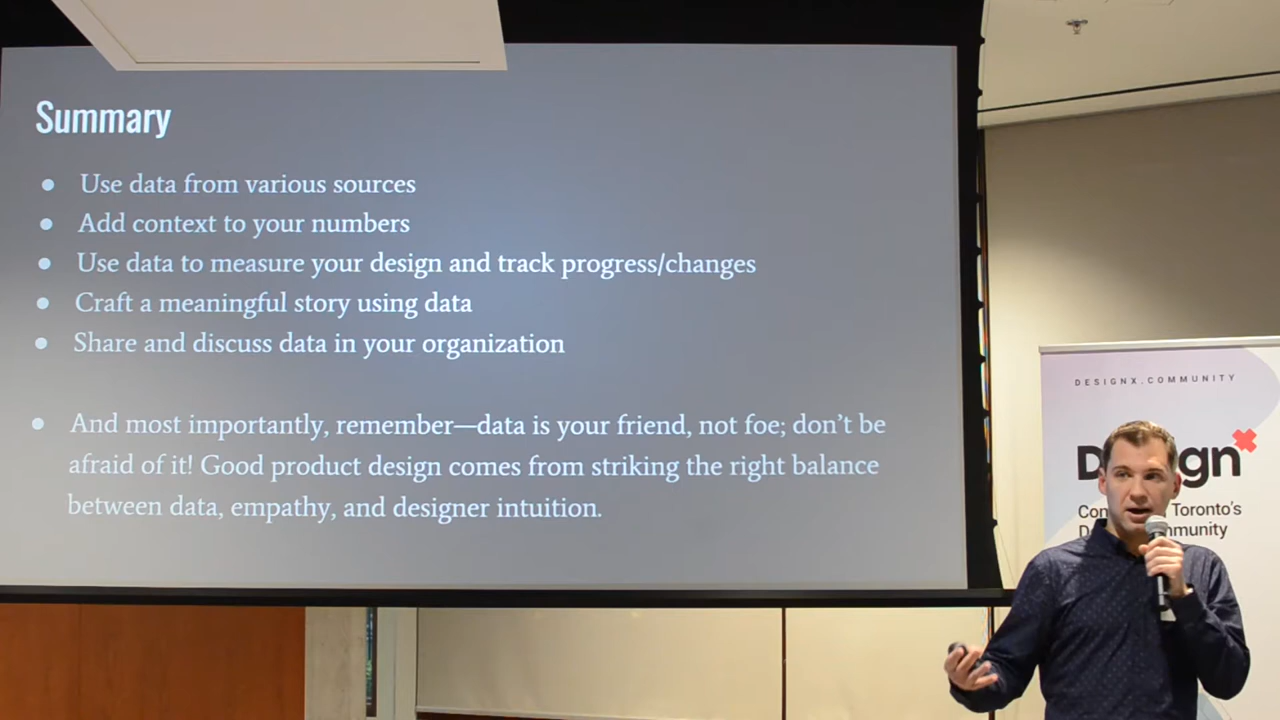 Summary
● Use data from various sources
● Add context to your numbers
● Use data to measure your design and track progress/changes
● Craft a meaningful story using data
● Share and discuss data in your organization
● And most importantly, remember—data is your friend, not foe; don’t be
afraid of it! Good product design comes from striking the right balance
between data, empathy, and designer intuition.
DESIGNX.COMMUNITY
D gn
Con Toronto’s
D mmunity